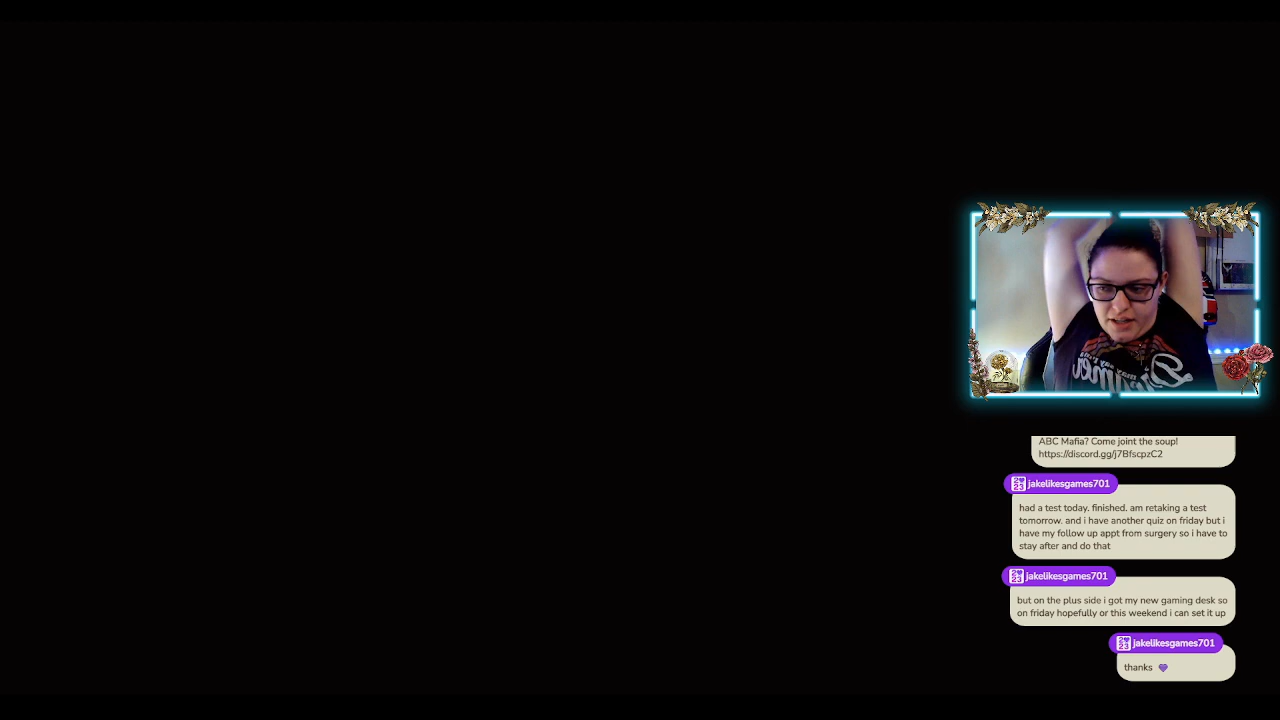 Dreamer
ABC Mafia? Come joint the soup!
https://discord.gg/j7BfscpzC2
jakelikesgames701
had a test today. finished. am retaking a test
tomorrow. and i have another quiz on friday but i
have my follow up appt from surgery so i have to
stay after and do that
jakelikesgames701
but on the plus side i got my new gaming desk so
on friday hopefully or this weekend i can set it up
jakelikesgames701
thanks